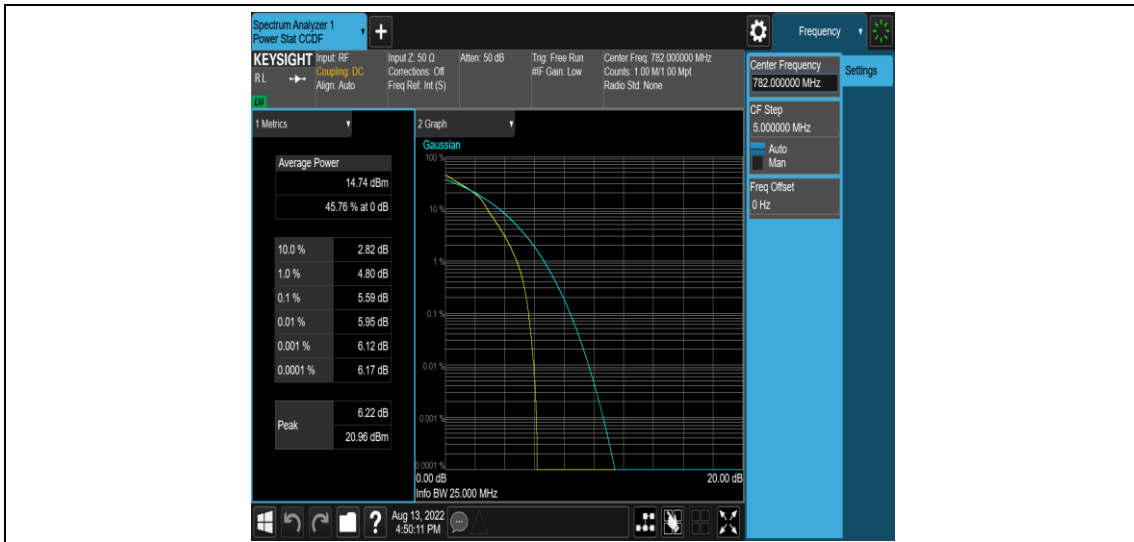 Spectrum Analyzer 1
Power Stat CCDF
+
Frequency
KEYSIGHT
RL
LXI
Input: RF
Coupling: DC
Align: Auto
Input Z: 50 Ω
Corrections: Off
Freq Ref: Int (S)
Atten: 50 dB
Trig: Free Run
#IF Gain: Low
Center Freq: 782.000000 MHz
Counts: 1.00 M/1.00 Mpt
Radio Std: None
Center Frequency
782.000000 MHz
Settings
CF Step
5.000000 MHz
Auto
Man
Freq Offset
0 Hz
1 Metrics
Average Power
14.74 dBm
45.76 % at 0 dB
10.0 % 2.82 dB
1.0 % 4.80 dB
0.1 % 5.59 dB
0.01 % 5.95 dB
0.001 % 6.12 dB
0.0001 % 6.17 dB
Peak
6.22 dB
20.96 dBm
2 Graph
Gaussian
100 %
10 %
1 %
0.1 %
0.01 %
0.001 %
0.0001 %
0.00 dB 20.00 dB
Info BW 25.000 MHz
?
Aug 13, 2022
4:50:11 PM